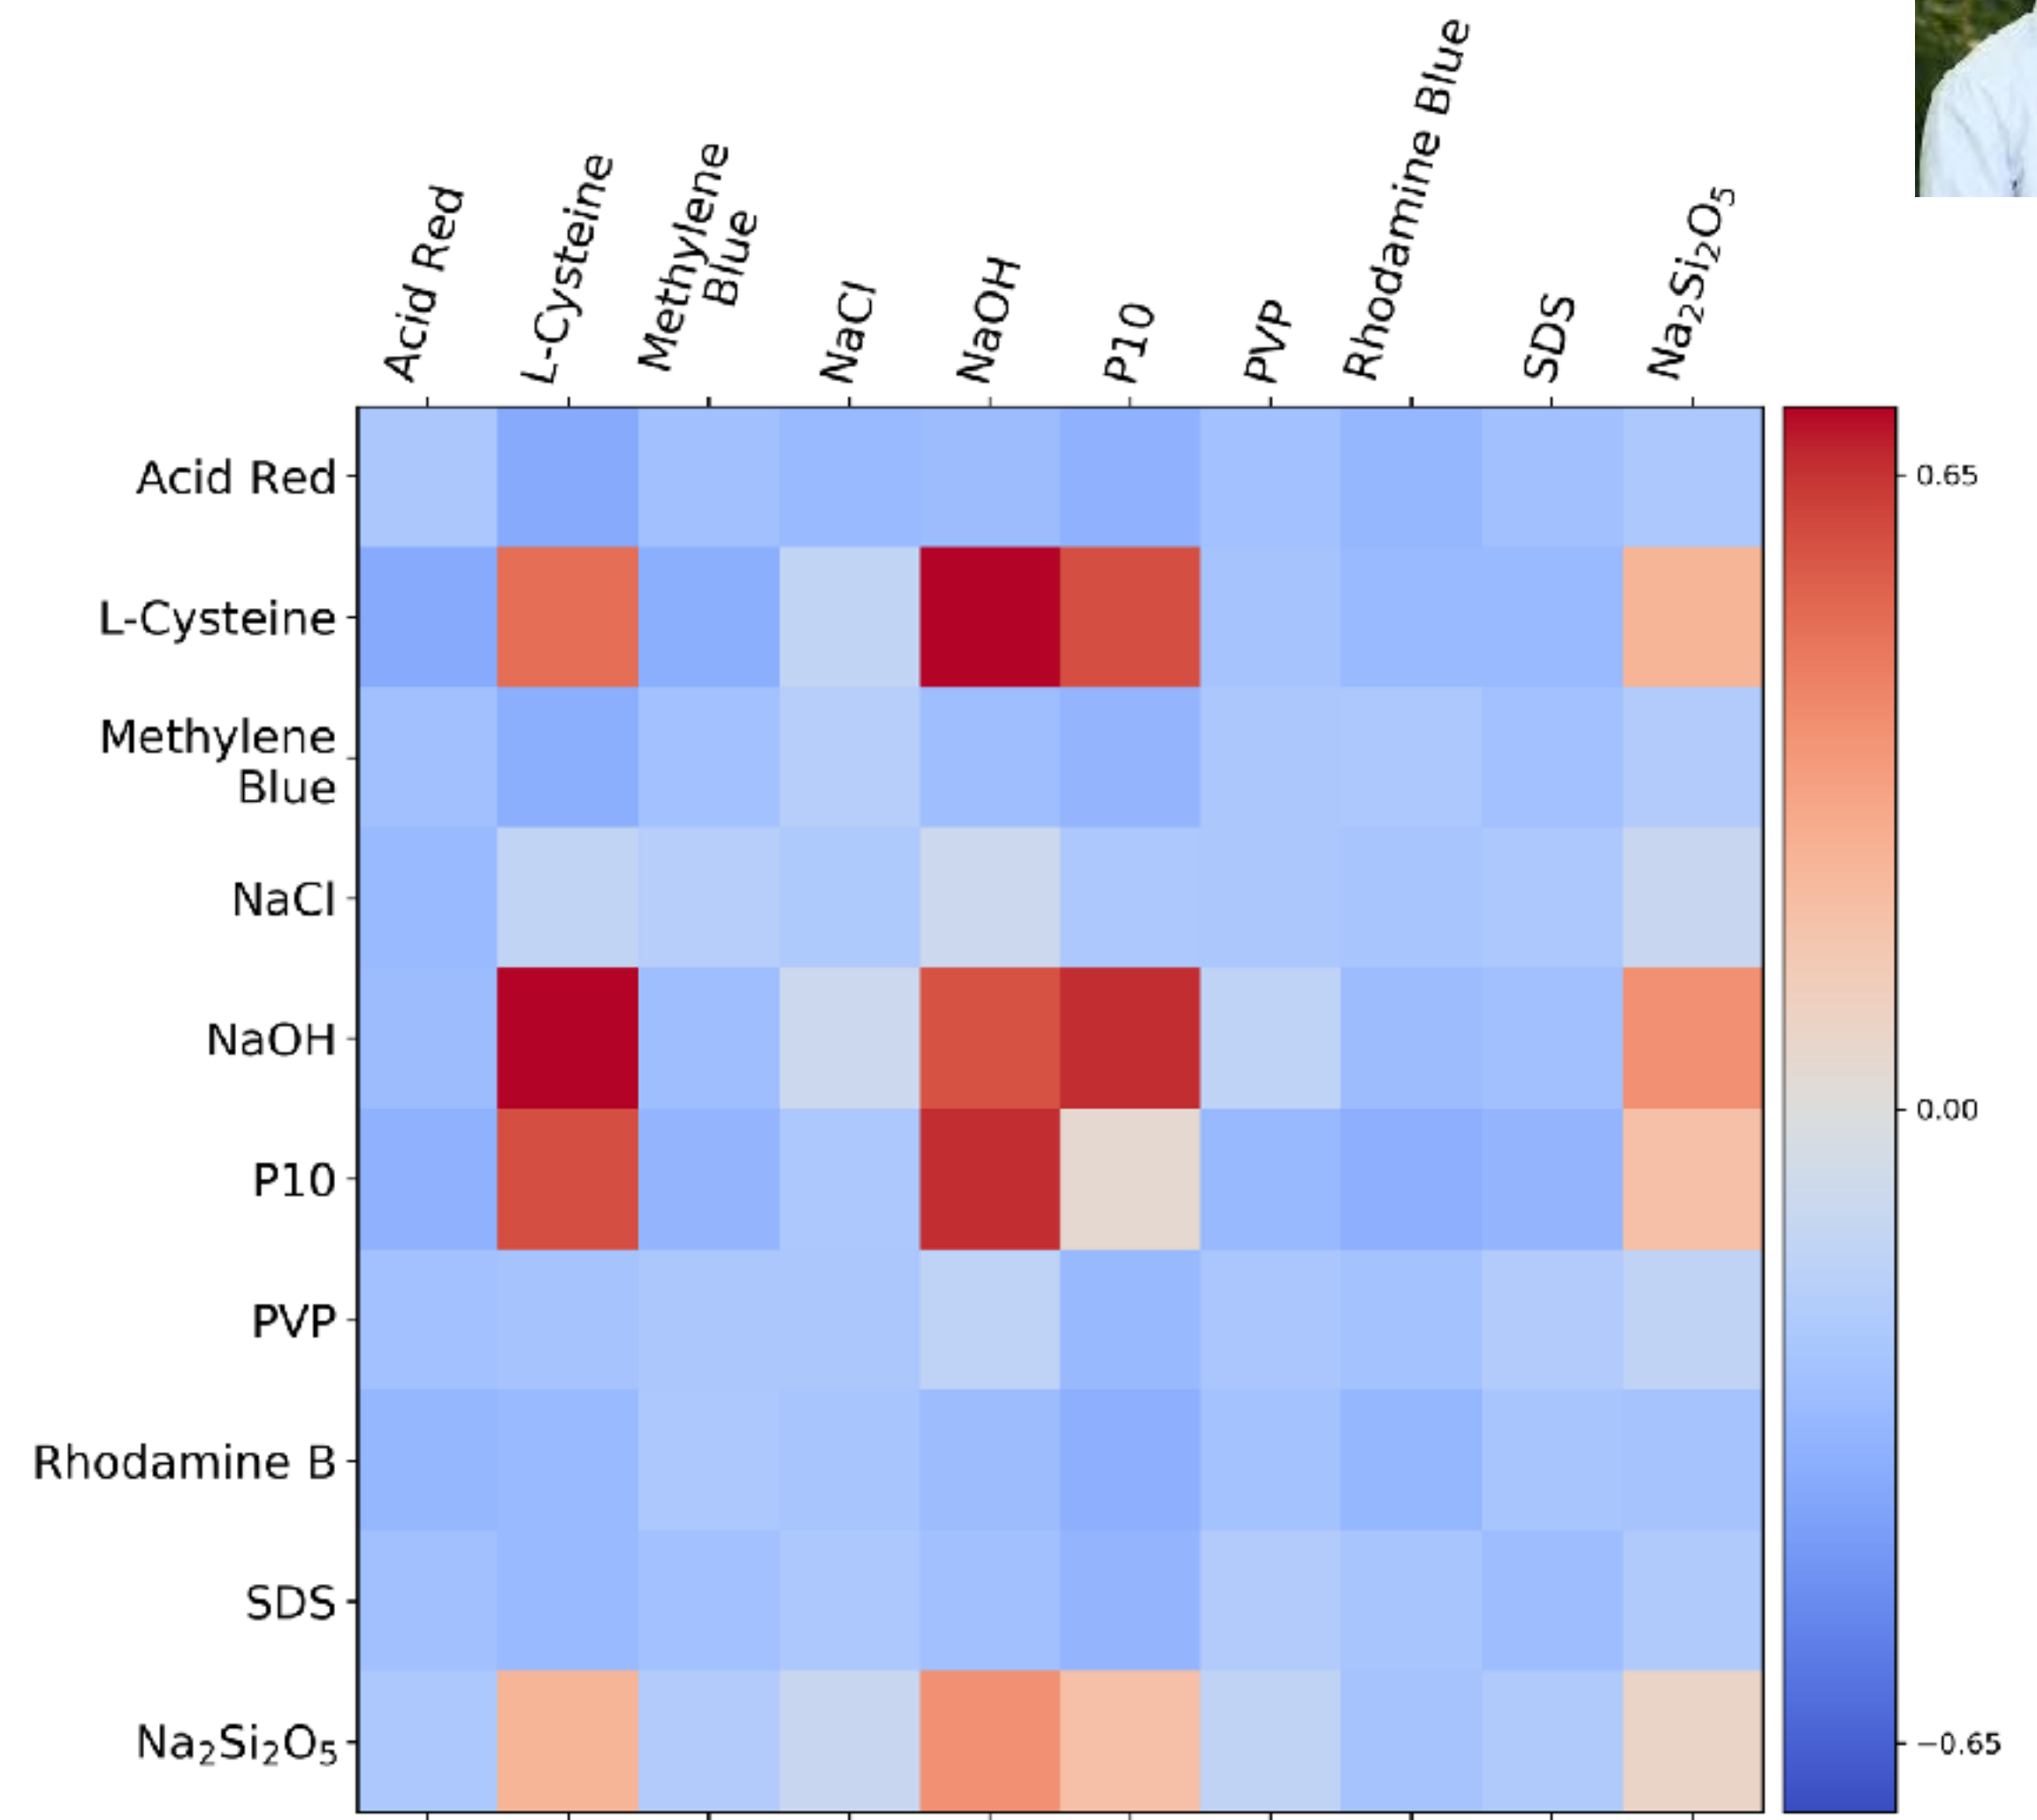 Acid Red
L-Cysteine
Methylene
Blue
NaCl
NaOH
P10
PVP
Rhodamine Blue
SDS
Na₂Si₂O₅
Acid Red
L-Cysteine
Methylene
Blue
NaCl
NaOH
P10
PVP
Rhodamine B
SDS
Na₂Si₂O₅
0.65
0.00
−0.65